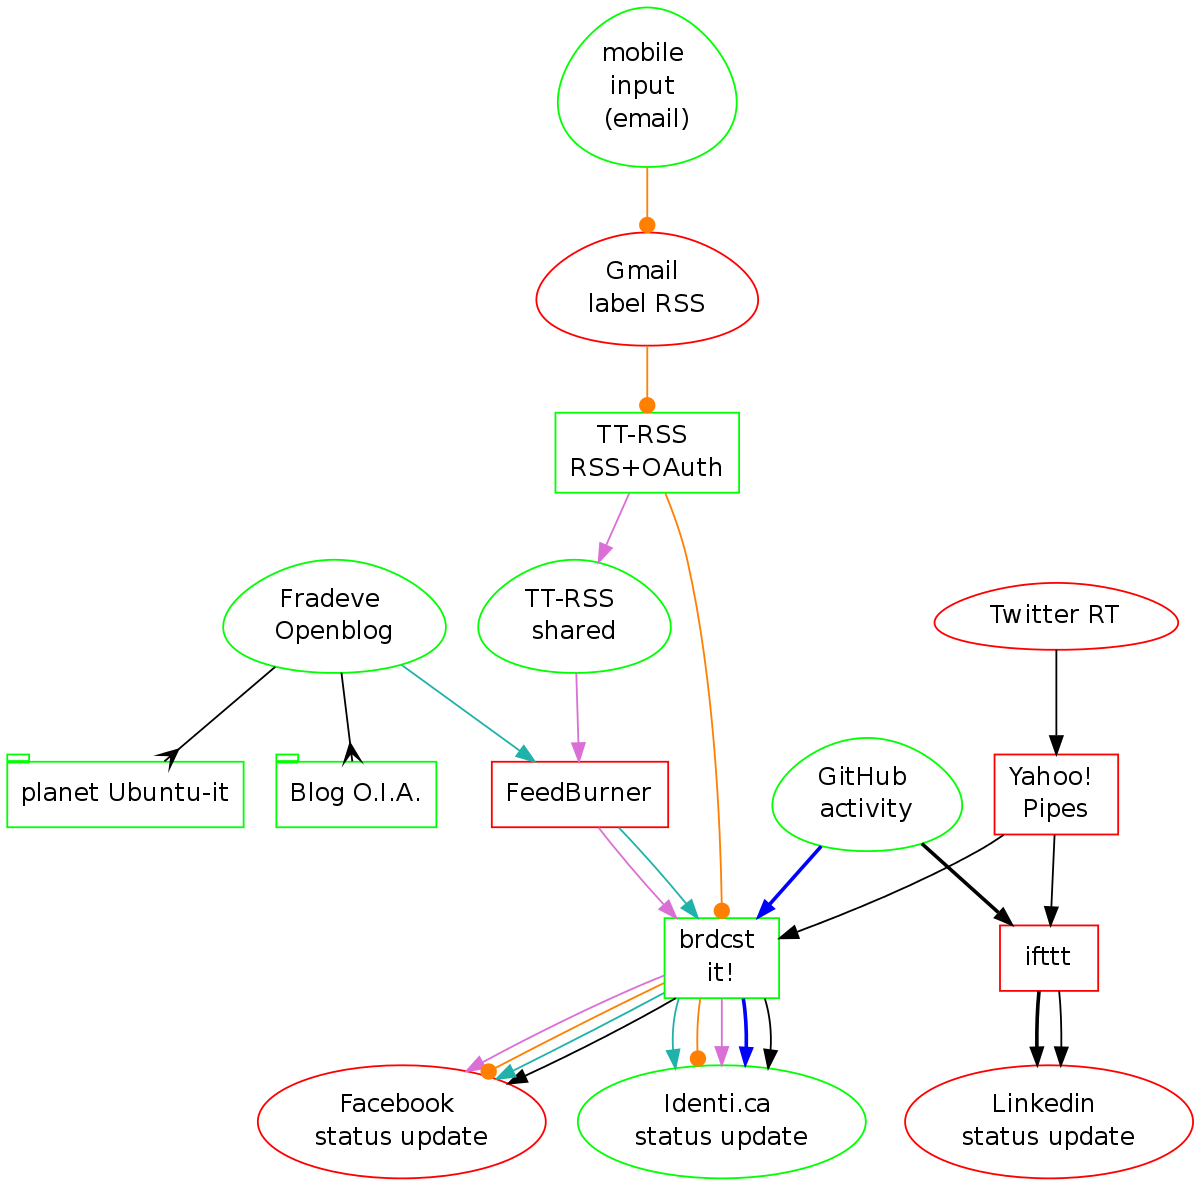 mobile
input
(email)
Gmail
label RSS
TT-RSS
RSS+OAuth
Fradeve
Openblog
TT-RSS
shared
Twitter RT
planet Ubuntu-it
Blog O.I.A.
FeedBurner
GitHub
activity
Yahoo!
Pipes
brdcst
it!
ifttt
Facebook
status update
Identi.ca
status update
Linkedin
status update